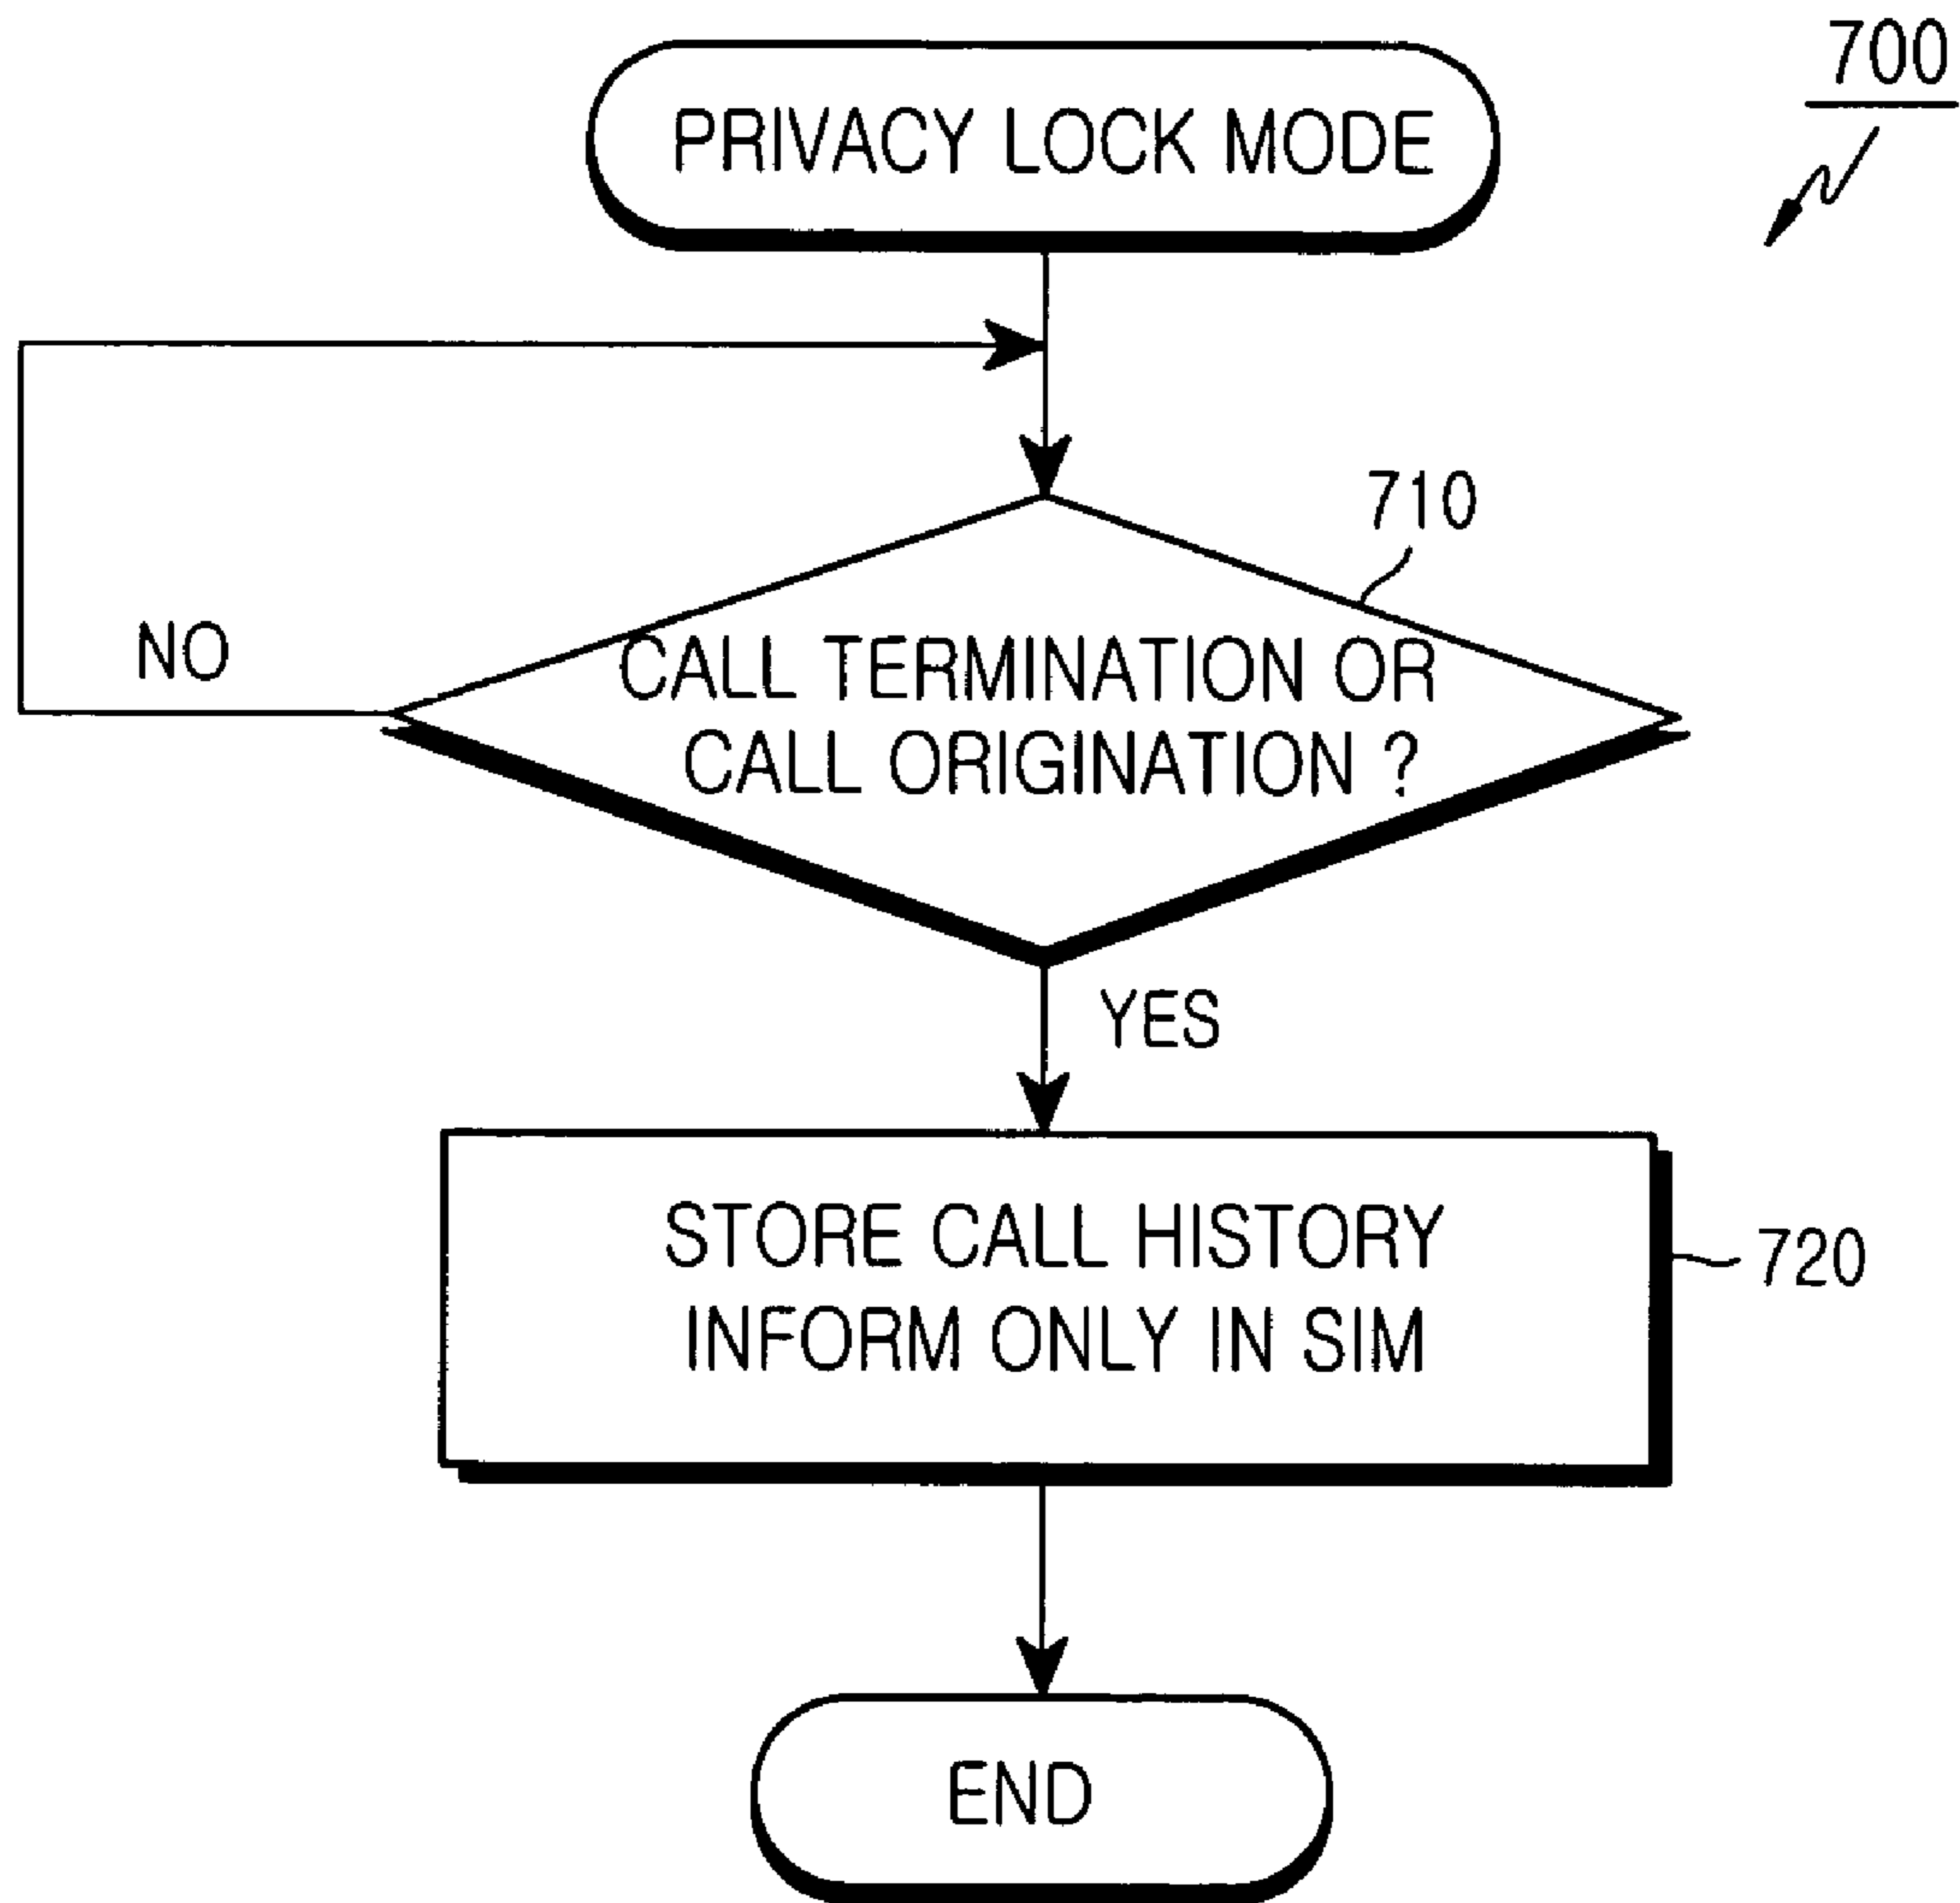 700
PRIVACY LOCK MODE
710
NO
CALL TERMINATION OR
CALL ORIGINATION ?
YES
STORE CALL HISTORY
INFORM ONLY IN SIM
720
END